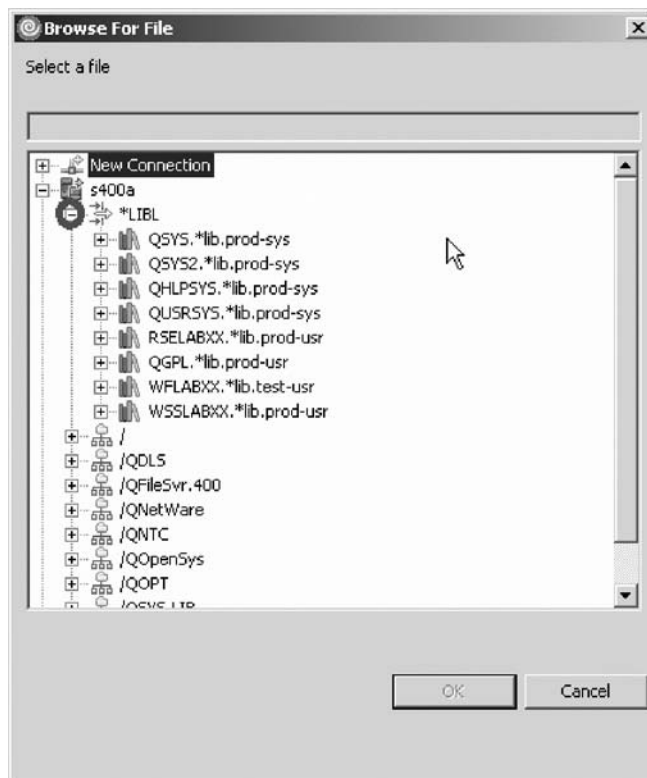 Browse For File
Select a file
New Connection
s400a
*LIBL
QSYS.*lib.prod-sys
QSYS2.*lib.prod-sys
QHLPSYS.*lib.prod-sys
QUSRSYS.*lib.prod-sys
RSELABXX.*lib.prod-usr
QGPL.*lib.prod-usr
WFLABXX.*lib.test-usr
WSSLABXX.*lib.prod-usr
/
/QDLS
/QFileSvr.400
/QNetWare
/QNTC
/QOpenSys
/QOPT
/QSYS.LIB
OK Cancel